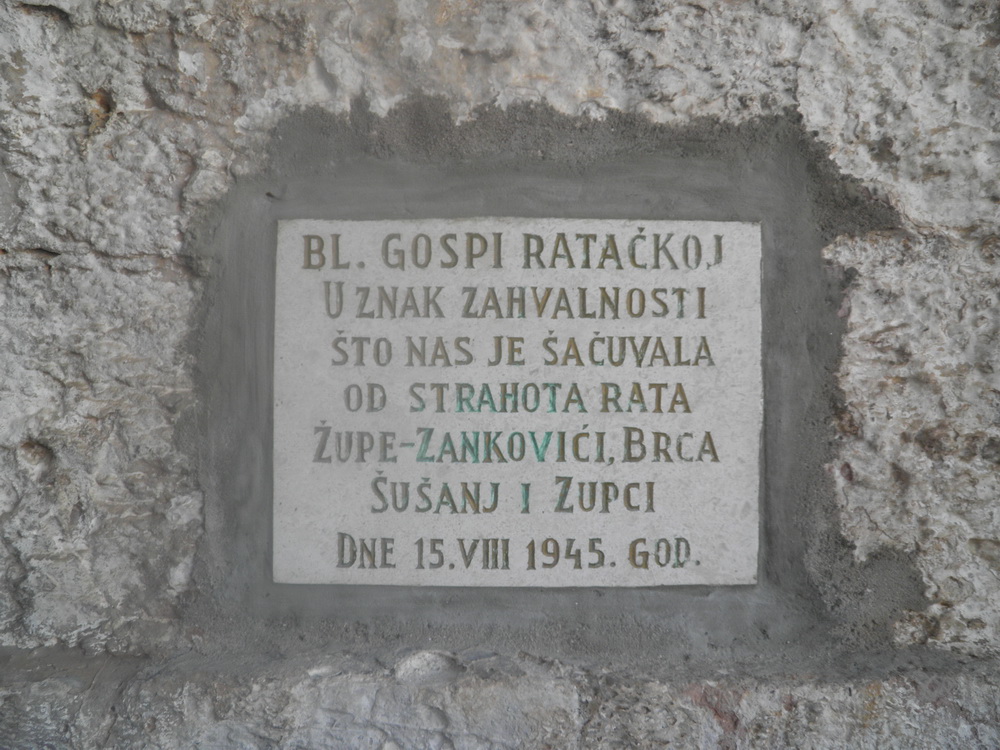 BL. GOSPI RATAČKOJ
U ZNAK ZAHVALNOSTI
ŠTO NAS JE ŠAČUVALA
OD STRAHOTA RATA
ŽUPE-ZANKOVIĆI, BRCA
ŠUŠANJ I ZUPCI
DNE 15.VIII 1945. GOD.